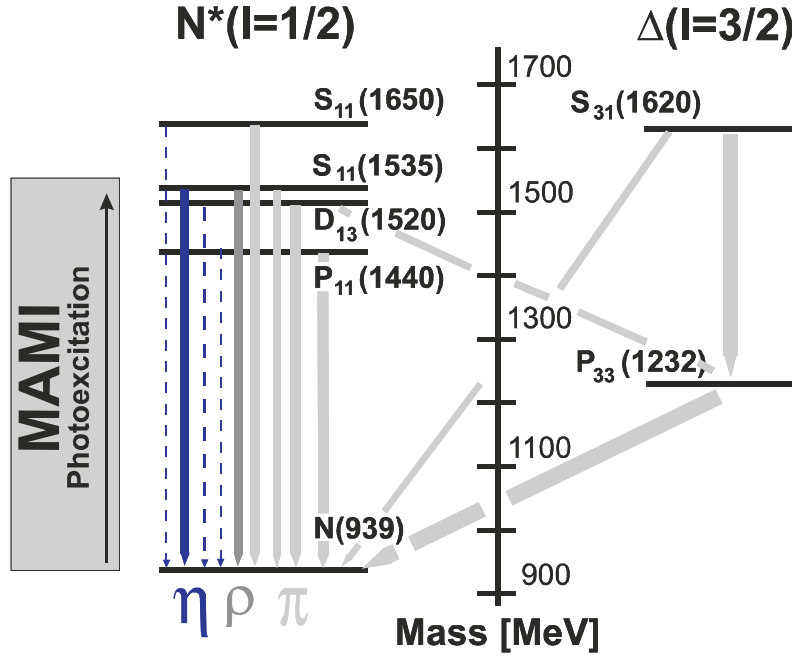 N*(I=1/2)
Δ(I=3/2)
1700
S11(1650)
S31(1620)
S11(1535)
1500
D13(1520)
P11(1440)
1300
P33 (1232)
MAMI
Photoexcitation
1100
N(939)
900
η ρ π
Mass [MeV]